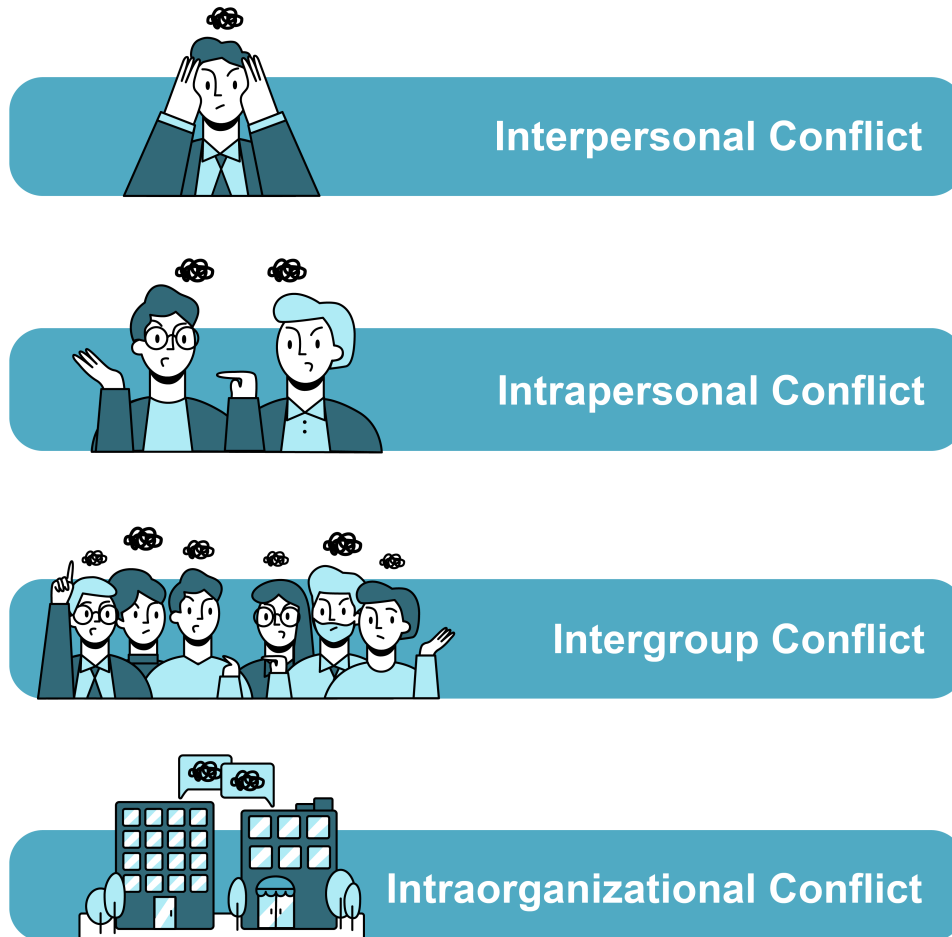 Interpersonal Conflict
Intrapersonal Conflict
Intergroup Conflict
Intraorganizational Conflict